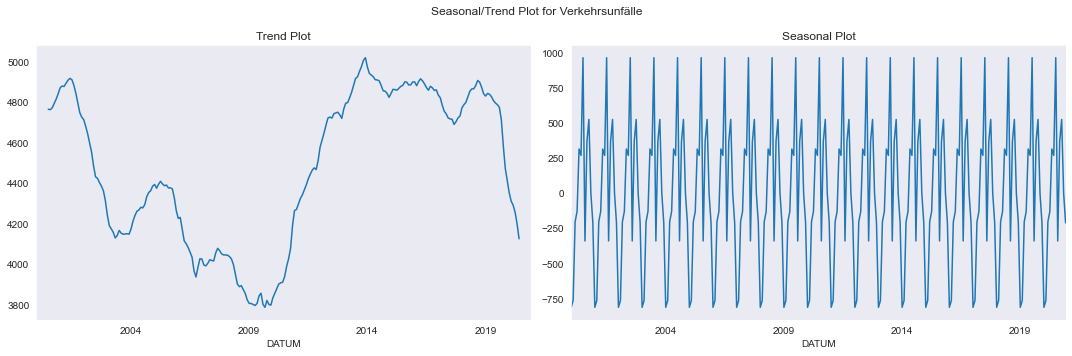 Seasonal/Trend Plot for Verkehrsunfälle
Trend Plot
5000
4800
4600
4400
4200
4000
3800
2004 2009 2014 2019
DATUM
Seasonal Plot
1000
750
500
250
0
−250
−500
−750
2004 2009 2014 2019
DATUM